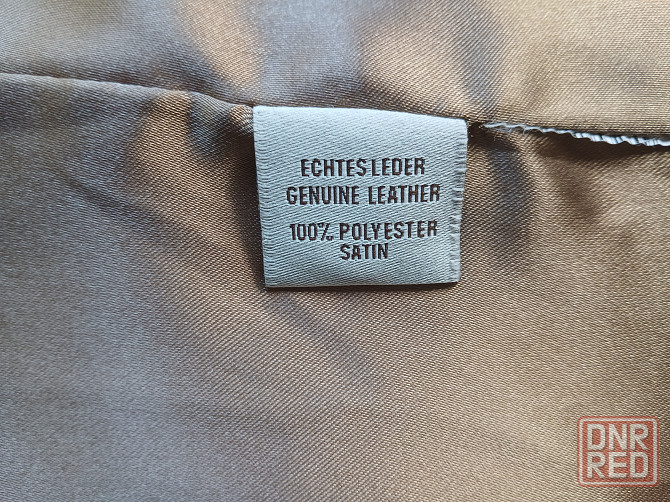 ECHTES LEDER
GENUINE LEATHER
100% POLYESTER
SATIN
DNR
RED